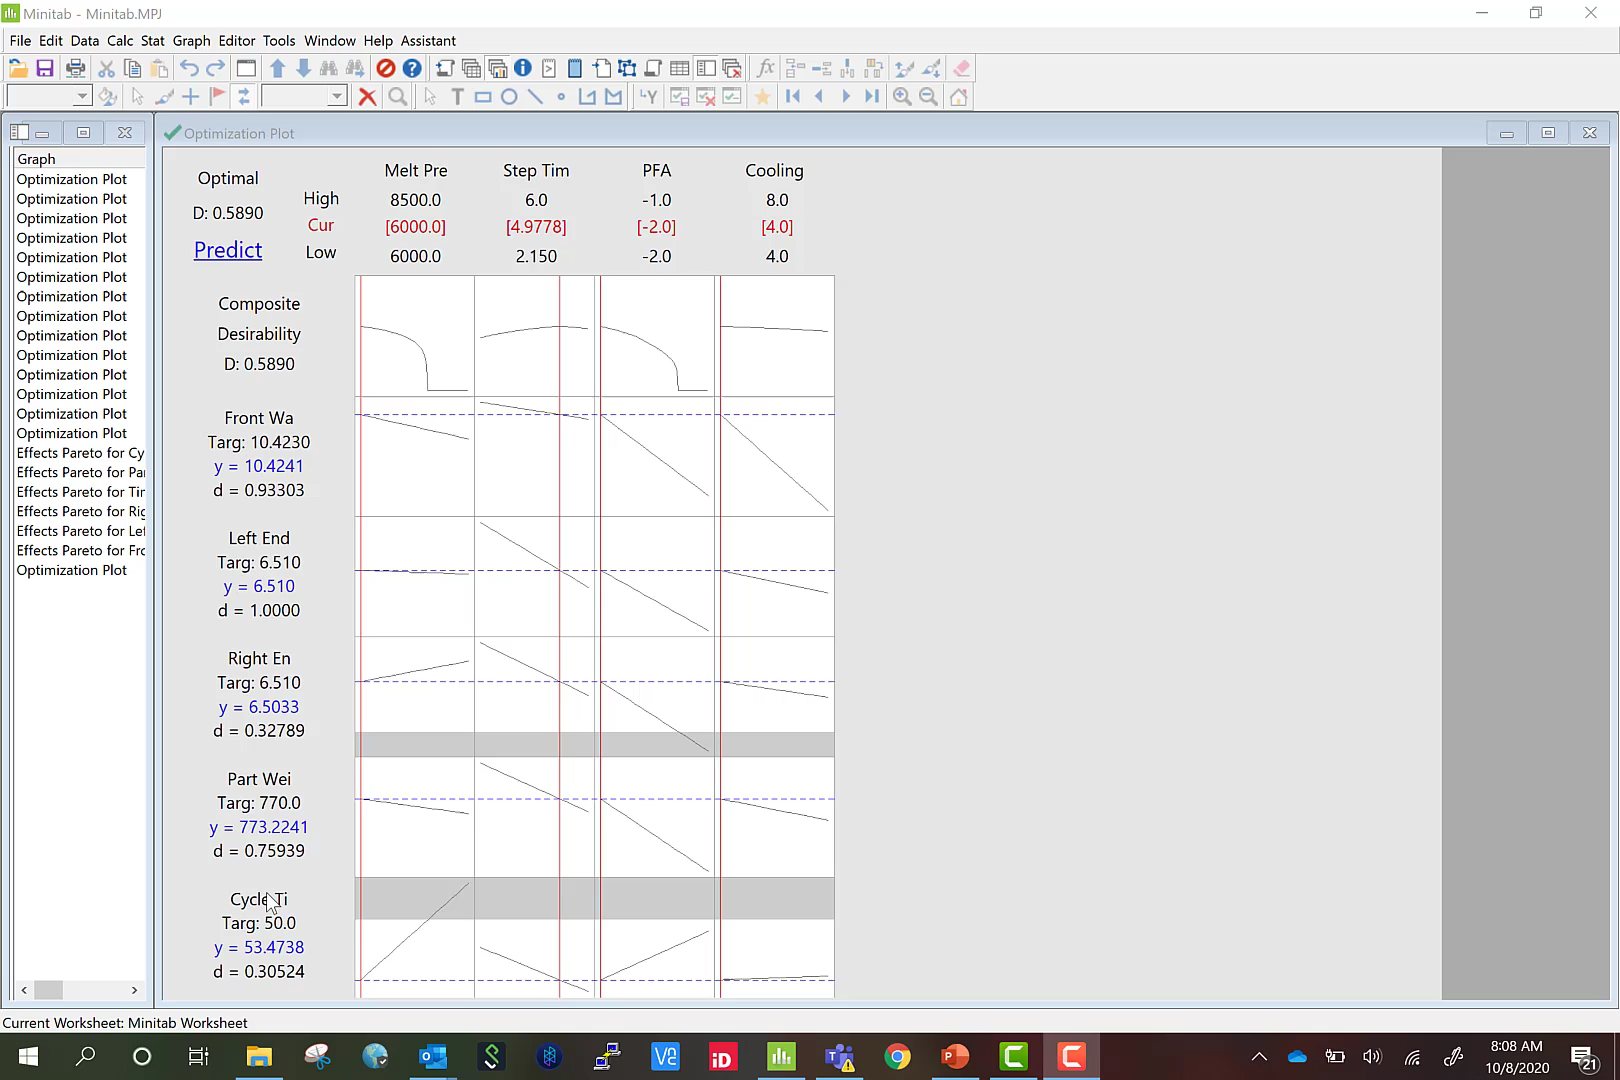 Minitab - Minitab.MPJ
File Edit Data Calc Stat Graph Editor Tools Window Help Assistant
Optimization Plot
Graph
Optimization Plot
Optimization Plot
Optimization Plot
Optimization Plot
Optimization Plot
Optimization Plot
Optimization Plot
Optimization Plot
Optimization Plot
Optimization Plot
Optimization Plot
Optimization Plot
Optimization Plot
Optimization Plot
Effects Pareto for Cy
Effects Pareto for Pa
Effects Pareto for Tir
Effects Pareto for Rig
Effects Pareto for Le
Effects Pareto for Fro
Optimization Plot
Optimal
D: 0.5890
Predict
High
Cur
Low
Melt Pre
8500.0
[6000.0]
6000.0
Step Tim
6.0
[4.9778]
2.150
PFA
-1.0
[-2.0]
-2.0
Cooling
8.0
[4.0]
4.0
Composite
Desirability
D: 0.5890
Front Wa
Targ: 10.4230
y = 10.4241
d = 0.93303
Left End
Targ: 6.510
y = 6.510
d = 1.0000
Right En
Targ: 6.510
y = 6.5033
d = 0.32789
Part Wei
Targ: 770.0
y = 773.2241
d = 0.75939
Cycle Ti
Targ: 50.0
y = 53.4738
d = 0.30524
Current Worksheet: Minitab Worksheet
8:08 AM
10/8/2020
21